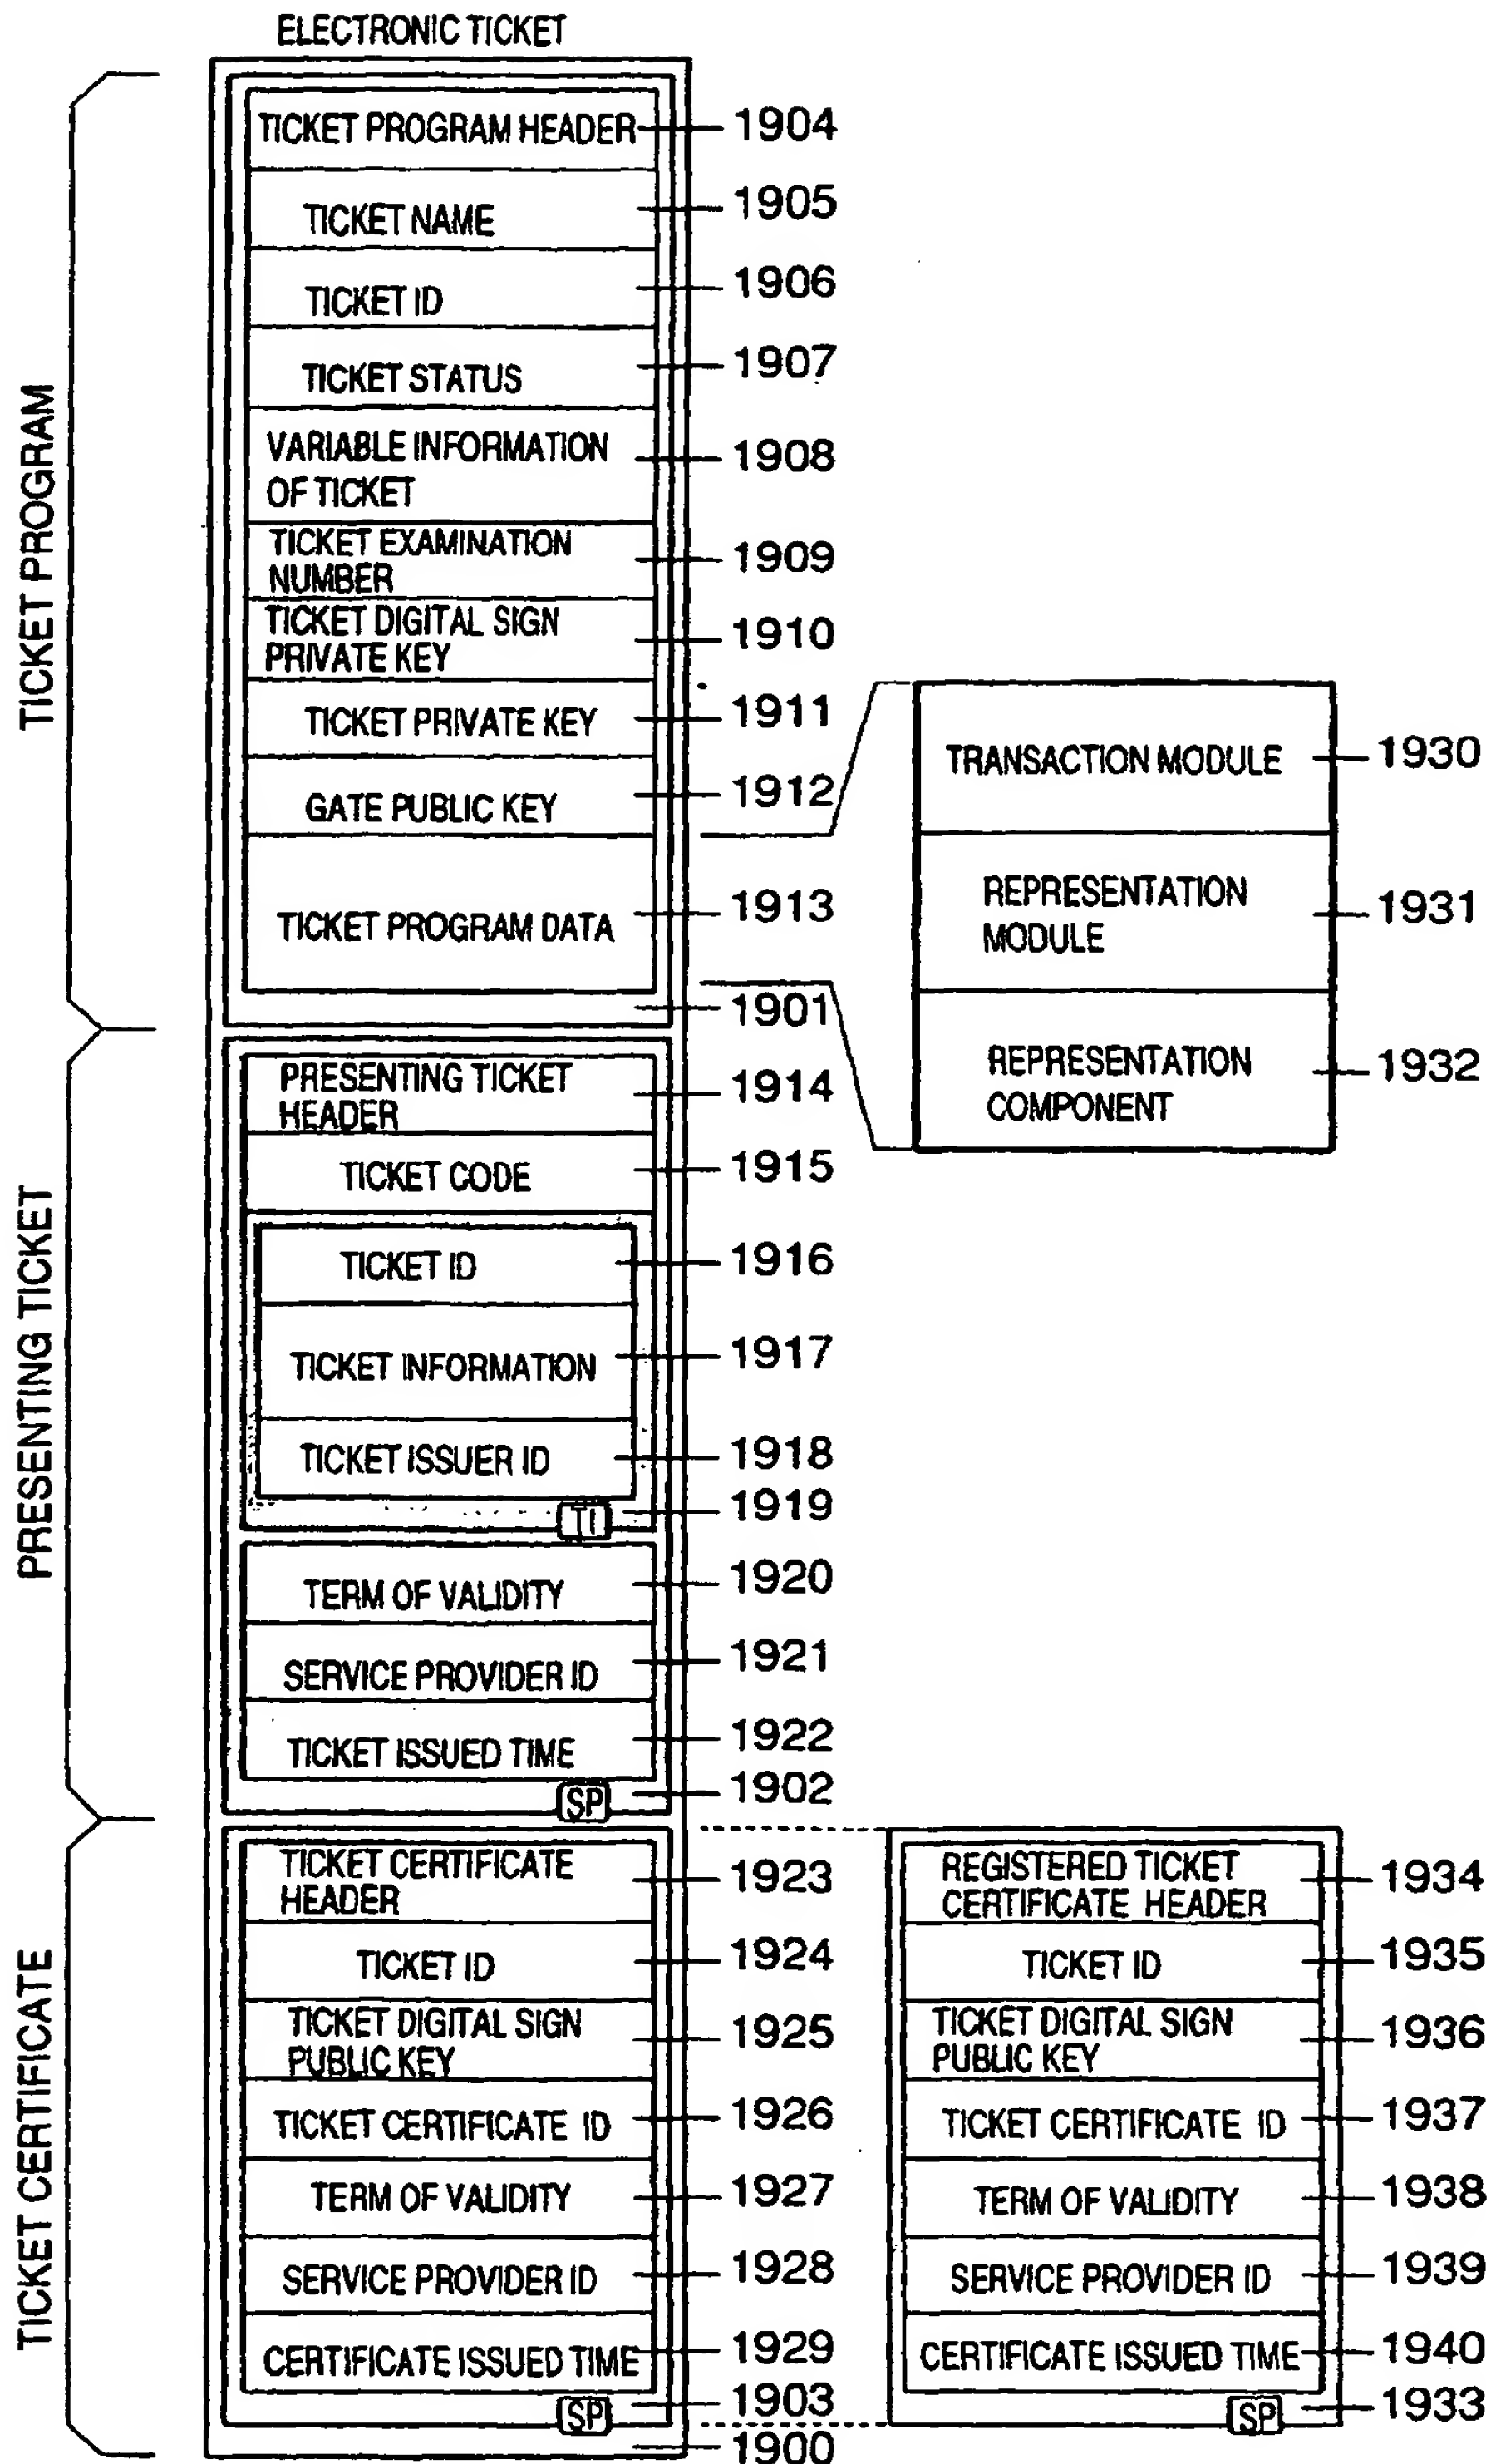 ELECTRONIC TICKET
TICKET PROGRAM
TICKET PROGRAM HEADER 1904
TICKET NAME 1905
TICKET ID 1906
TICKET STATUS 1907
VARIABLE INFORMATION
OF TICKET 1908
TICKET EXAMINATION
NUMBER 1909
TICKET DIGITAL SIGN
PRIVATE KEY 1910
TICKET PRIVATE KEY 1911
GATE PUBLIC KEY 1912
TICKET PROGRAM DATA 1913
1901
TRANSACTION MODULE 1930
REPRESENTATION
MODULE 1931
REPRESENTATION
COMPONENT 1932
PRESENTING TICKET
PRESENTING TICKET
HEADER 1914
TICKET CODE 1915
TICKET ID 1916
TICKET INFORMATION 1917
TICKET ISSUER ID 1918
TI 1919
TERM OF VALIDITY 1920
SERVICE PROVIDER ID 1921
TICKET ISSUED TIME 1922
SP 1902
TICKET CERTIFICATE
TICKET CERTIFICATE
HEADER 1923
TICKET ID 1924
TICKET DIGITAL SIGN
PUBLIC KEY 1925
TICKET CERTIFICATE ID 1926
TERM OF VALIDITY 1927
SERVICE PROVIDER ID 1928
CERTIFICATE ISSUED TIME 1929
SP 1903
1900
REGISTERED TICKET
CERTIFICATE HEADER 1934
TICKET ID 1935
TICKET DIGITAL SIGN
PUBLIC KEY 1936
TICKET CERTIFICATE ID 1937
TERM OF VALIDITY 1938
SERVICE PROVIDER ID 1939
CERTIFICATE ISSUED TIME 1940
SP 1933